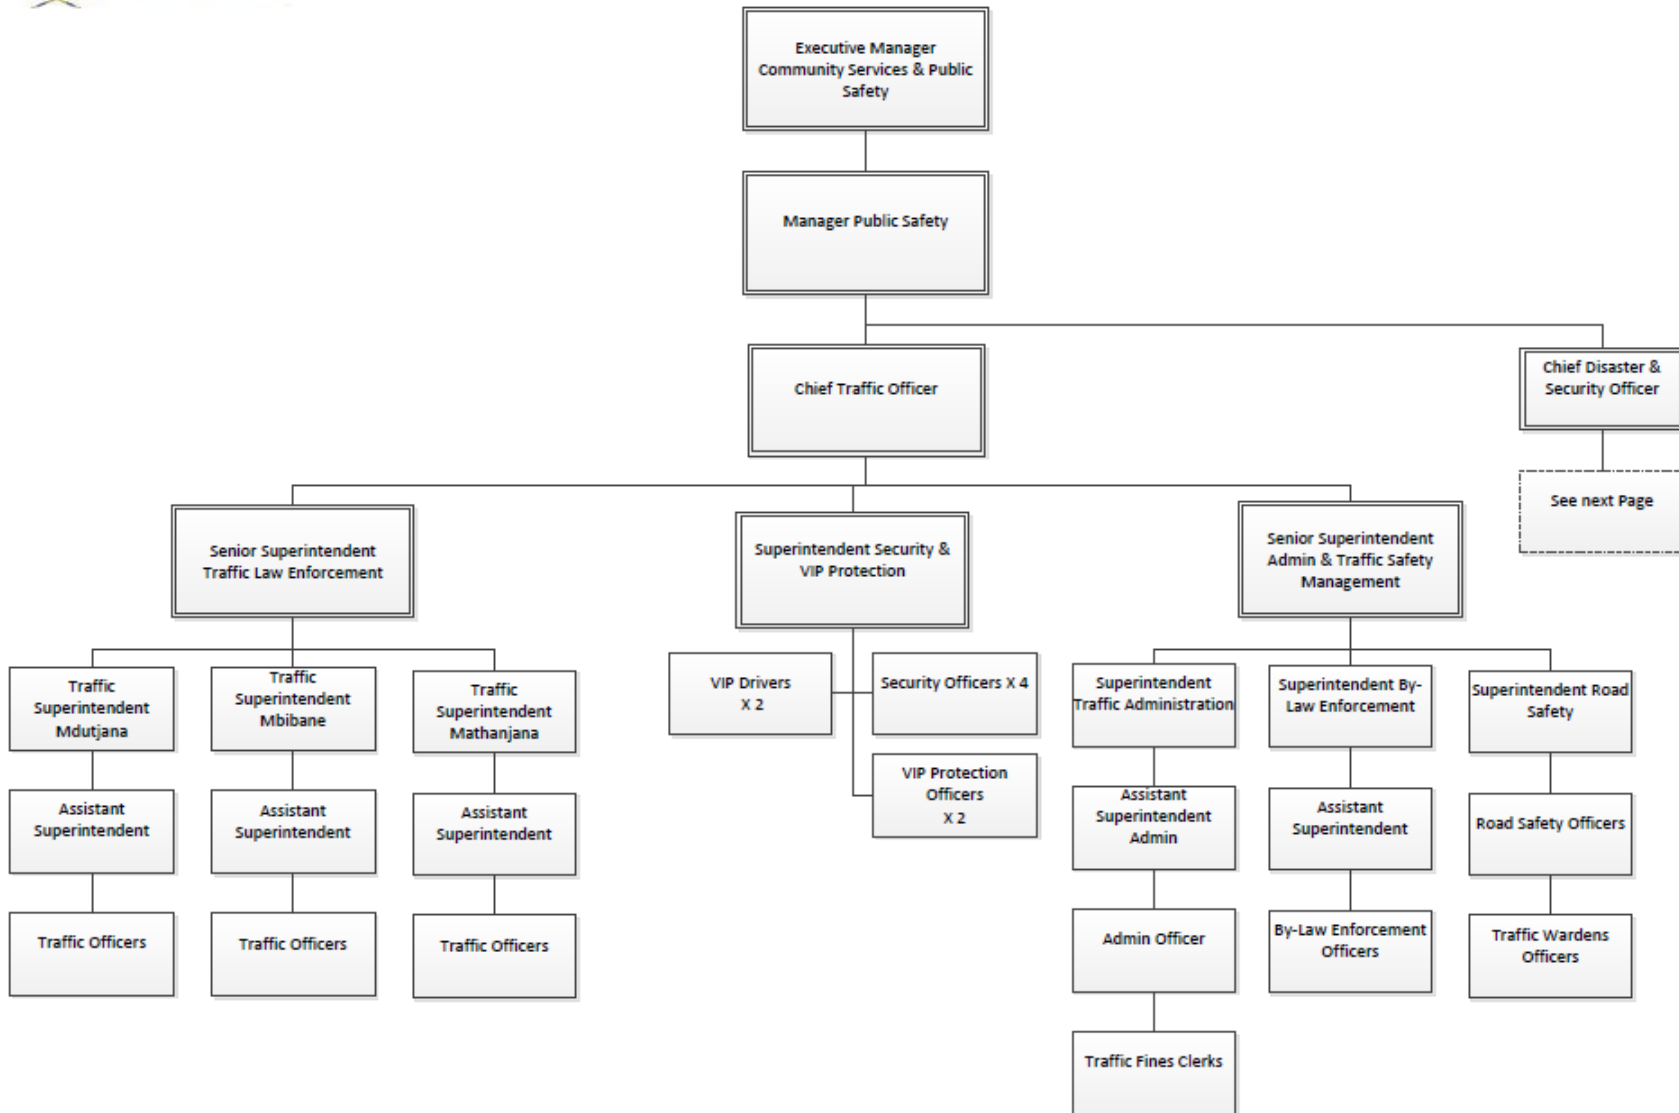 Executive Manager
Community Services & Public
Safety
Manager Public Safety
Chief Traffic Officer
Chief Disaster &
Security Officer
See next Page
Senior Superintendent
Traffic Law Enforcement
Superintendent Security &
VIP Protection
Senior Superintendent
Admin & Traffic Safety
Management
Traffic
Superintendent
Mdutjana
Traffic
Superintendent
Mbibane
Traffic
Superintendent
Mathanjana
VIP Drivers
X 2
Security Officers X 4
VIP Protection
Officers
X 2
Superintendent
Traffic Administration
Superintendent By-
Law Enforcement
Superintendent Road
Safety
Assistant
Superintendent
Assistant
Superintendent
Assistant
Superintendent
Assistant
Superintendent
Admin
Assistant
Superintendent
Road Safety Officers
Traffic Officers
Traffic Officers
Traffic Officers
Admin Officer
By-Law Enforcement
Officers
Traffic Wardens
Officers
Traffic Fines Clerks